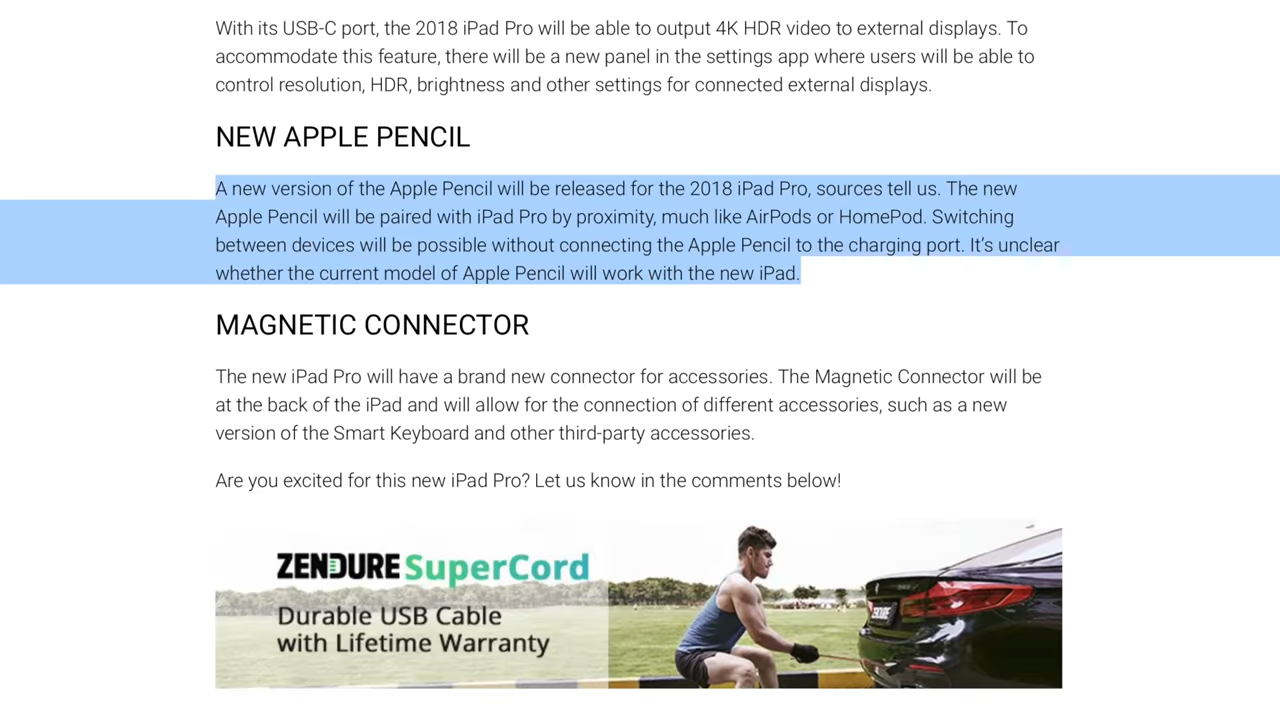 With its USB-C port, the 2018 iPad Pro will be able to output 4K HDR video to external displays. To
accommodate this feature, there will be a new panel in the settings app where users will be able to
control resolution, HDR, brightness and other settings for connected external displays.
NEW APPLE PENCIL
A new version of the Apple Pencil will be released for the 2018 iPad Pro, sources tell us. The new
Apple Pencil will be paired with iPad Pro by proximity, much like AirPods or HomePod. Switching
between devices will be possible without connecting the Apple Pencil to the charging port. It’s unclear
whether the current model of Apple Pencil will work with the new iPad.
MAGNETIC CONNECTOR
The new iPad Pro will have a brand new connector for accessories. The Magnetic Connector will be
at the back of the iPad and will allow for the connection of different accessories, such as a new
version of the Smart Keyboard and other third-party accessories.
Are you excited for this new iPad Pro? Let us know in the comments below!
ZENDURE SuperCord
Durable USB Cable
with Lifetime Warranty
ZENDURE